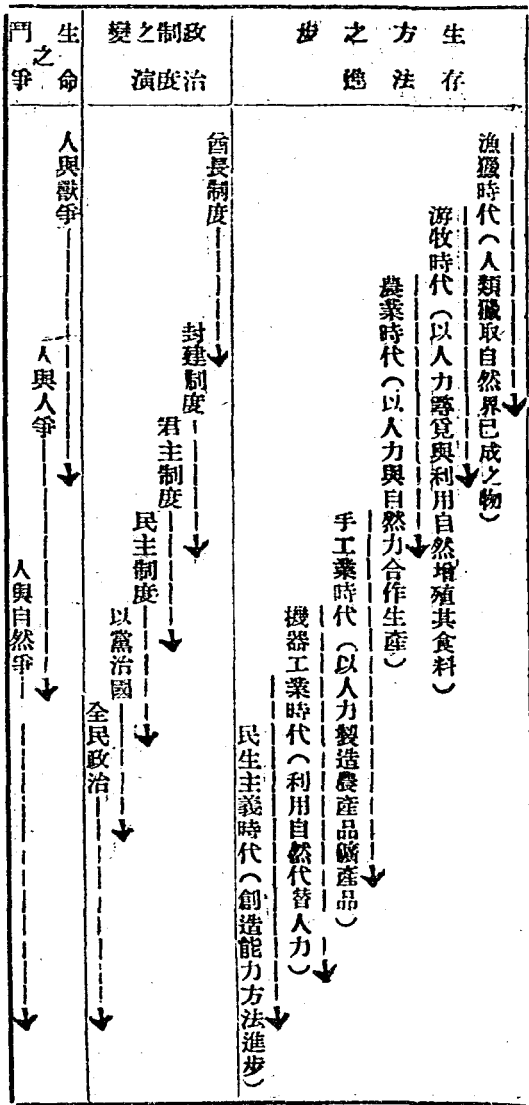 生存方法之進步
漁獵時代（人類獵取自然界已成之物）
游牧時代（以人力尋覓與利用自然增殖其食料）
農業時代（以人力與自然力合作生產）
手工業時代（以人力製造農產品礦產品）
機器工業時代（利用自然代替人力）
民生主義時代（創造能力方法進步）
政治制度之演變
酋長制度
封建制度
君主制度
民主制度
以黨治國
全民政治
生命之鬥爭
人與獸爭
人與人爭
人與自然爭